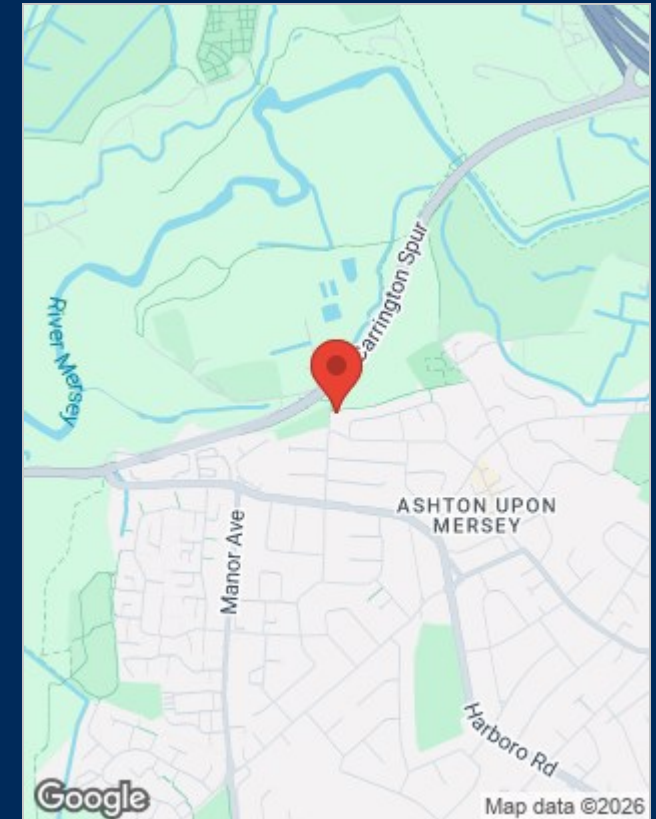 Carrington Spur
River Mersey
ASHTON UPON
MERSEY
Manor Ave
Harboro Rd
Google
Map data ©2026